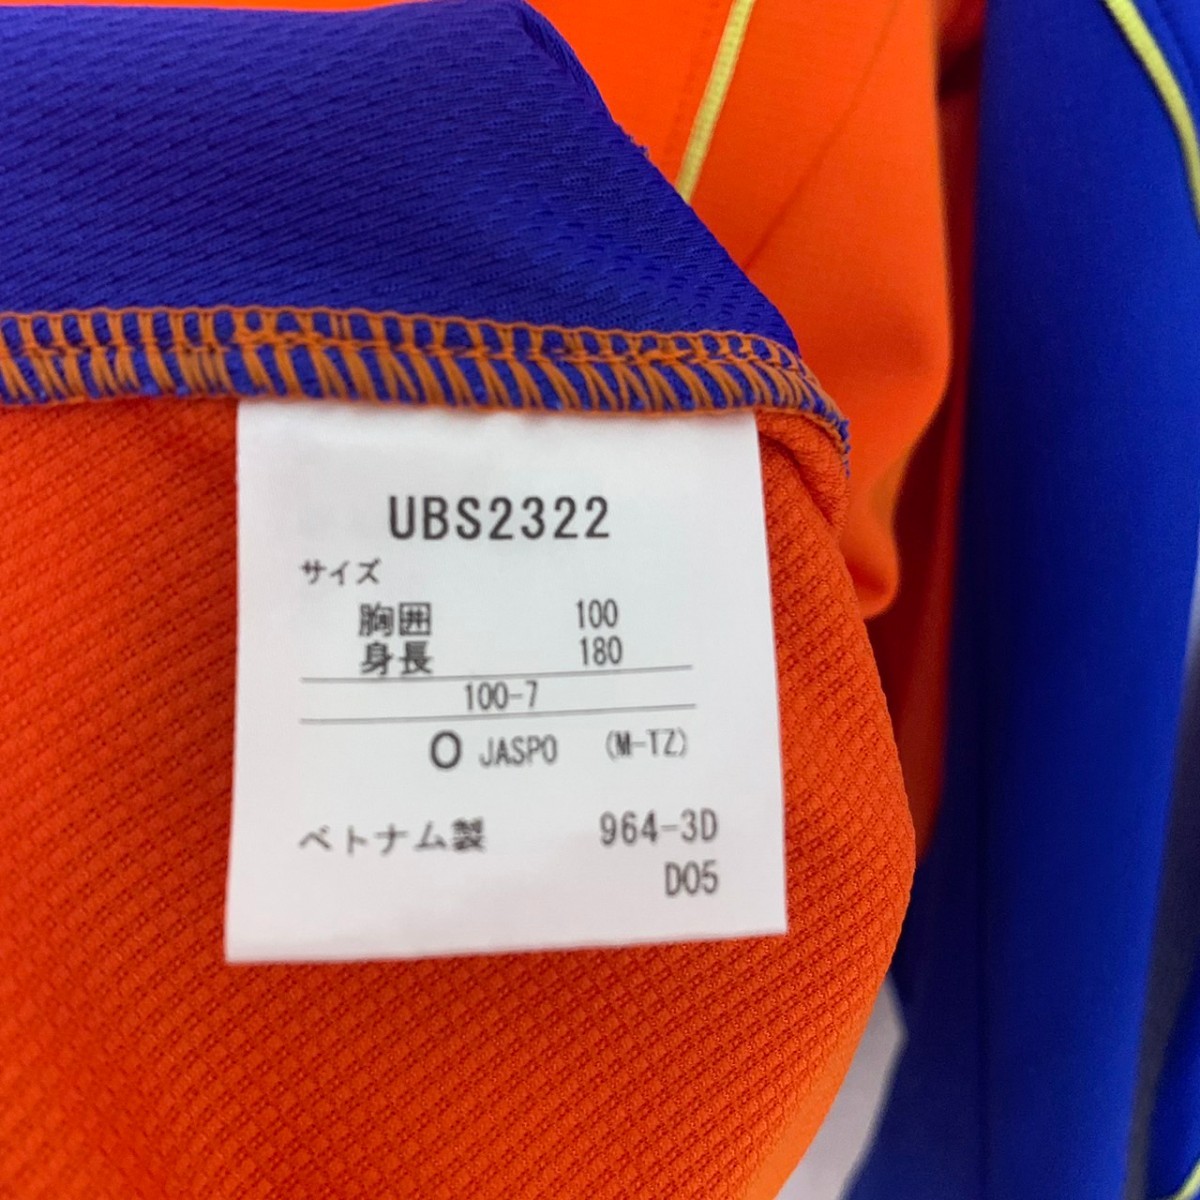 UBS2322
サイズ
胸囲 100
身長 180
100-7
O JASPO (M-TZ)
ベトナム製 964-3D
D05